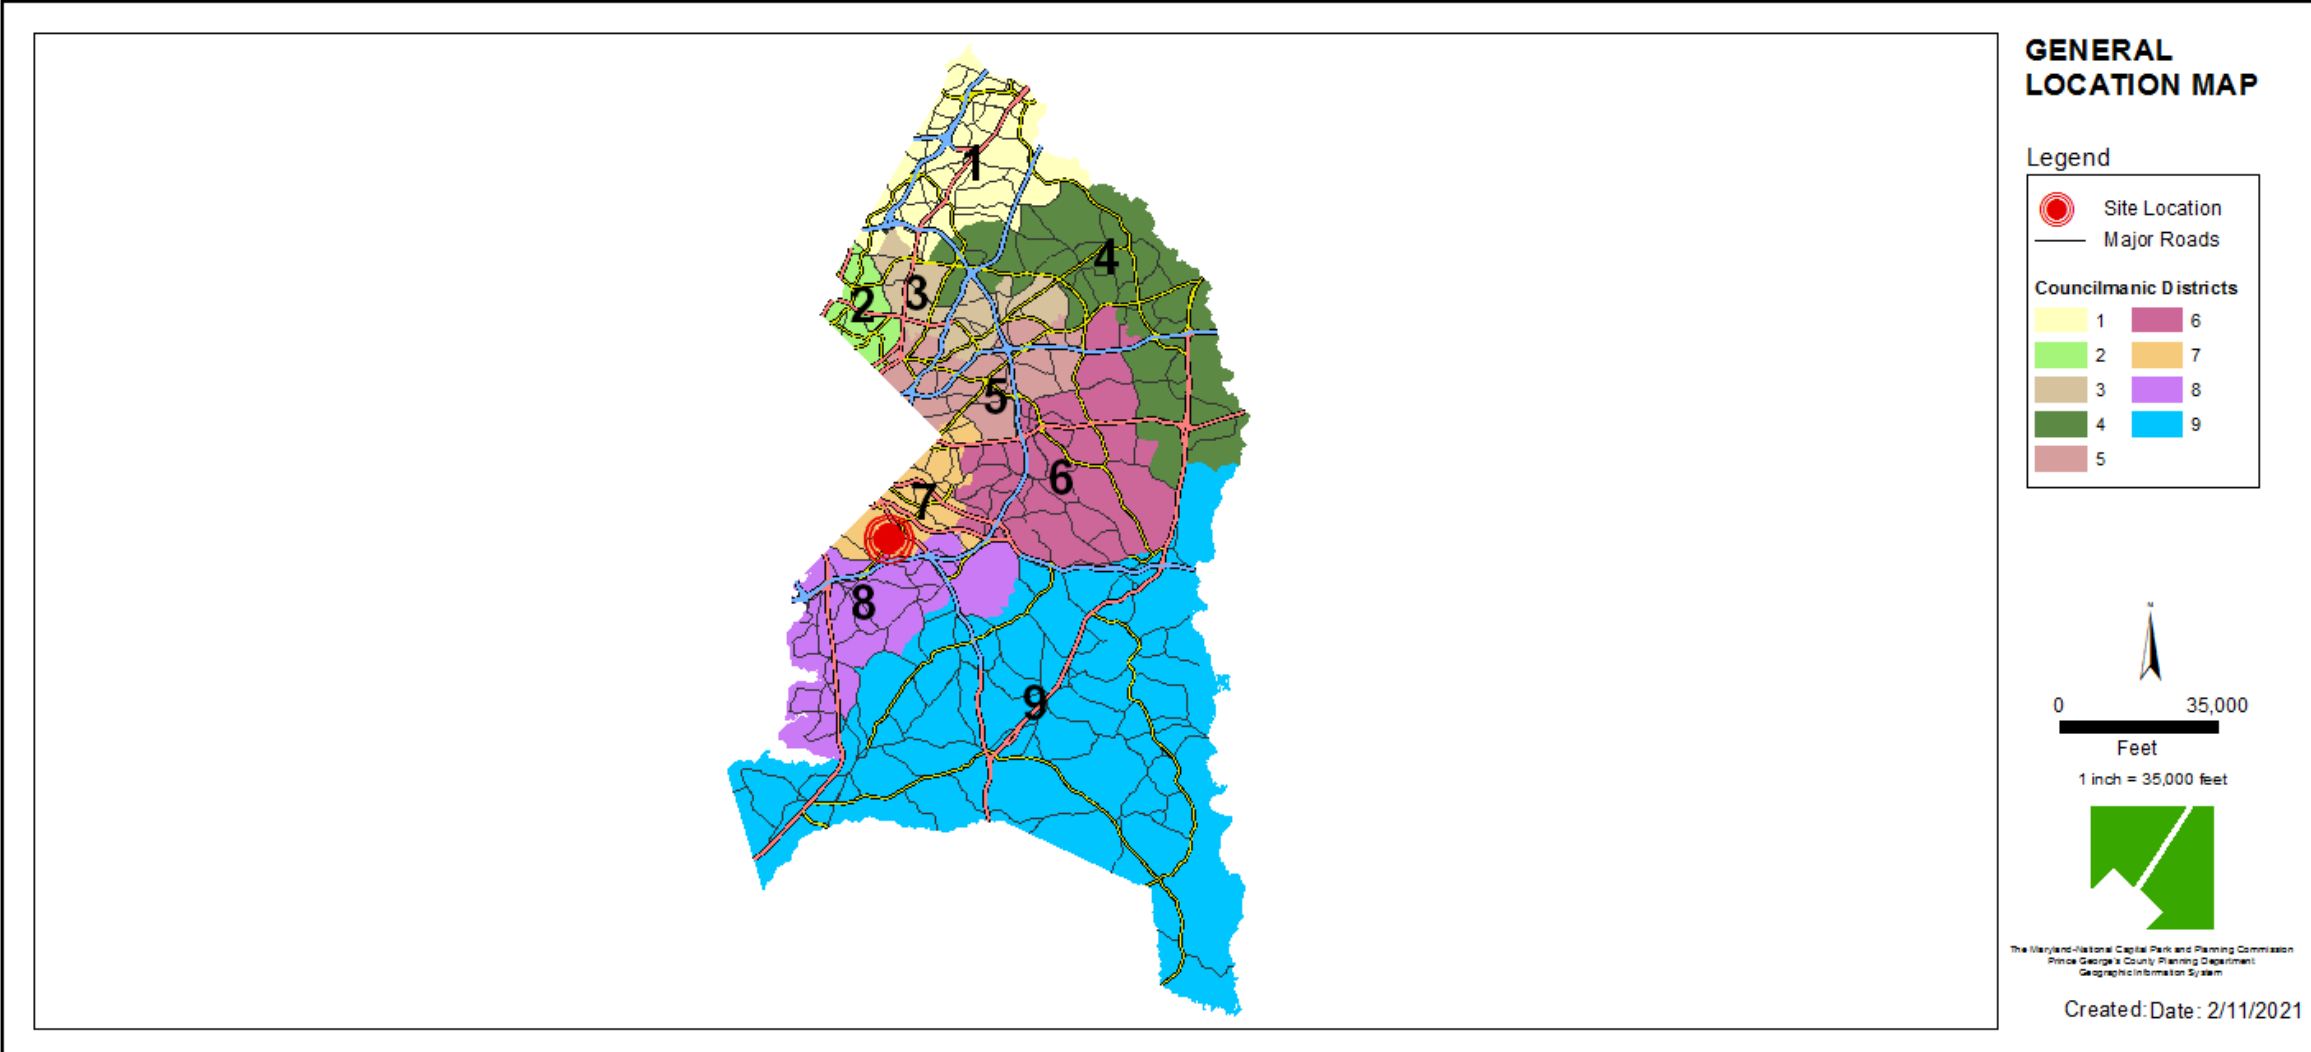 GENERAL
LOCATION MAP
Legend
Site Location
Major Roads
Councilmanic Districts
1 6
2 7
3 8
4 9
5
1
4
3
2
5
6
7
8
9
N
0 35,000
Feet
1 inch = 35,000 feet
The Maryland-National Capital Park and Planning Commission
Prince George's County Planning Department
Geographic Information System
Created: Date: 2/11/2021